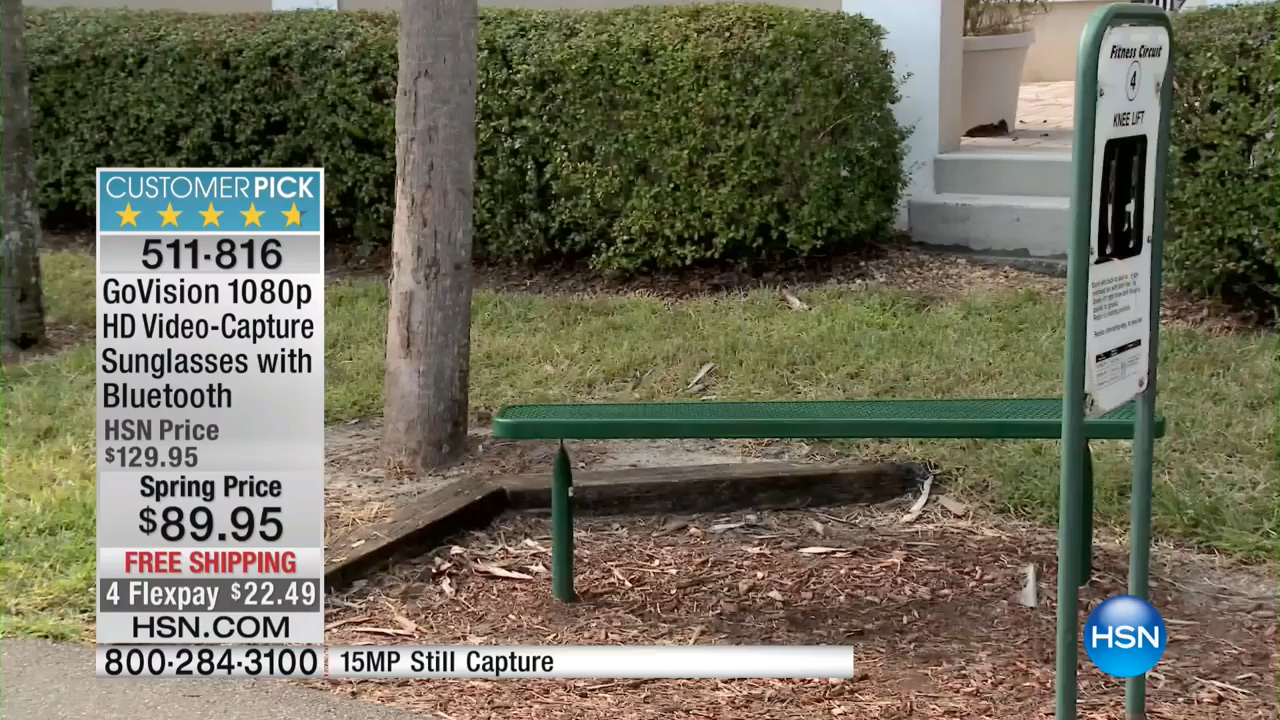 CUSTOMER PICK
511·816
GoVision 1080p
HD Video-Capture
Sunglasses with
Bluetooth
HSN Price
$129.95
Spring Price
$89.95
FREE SHIPPING
4 Flexpay $22.49
HSN.COM
800·284·3100
15MP Still Capture
Fitness Circuit
4
KNEE LIFT
HSN